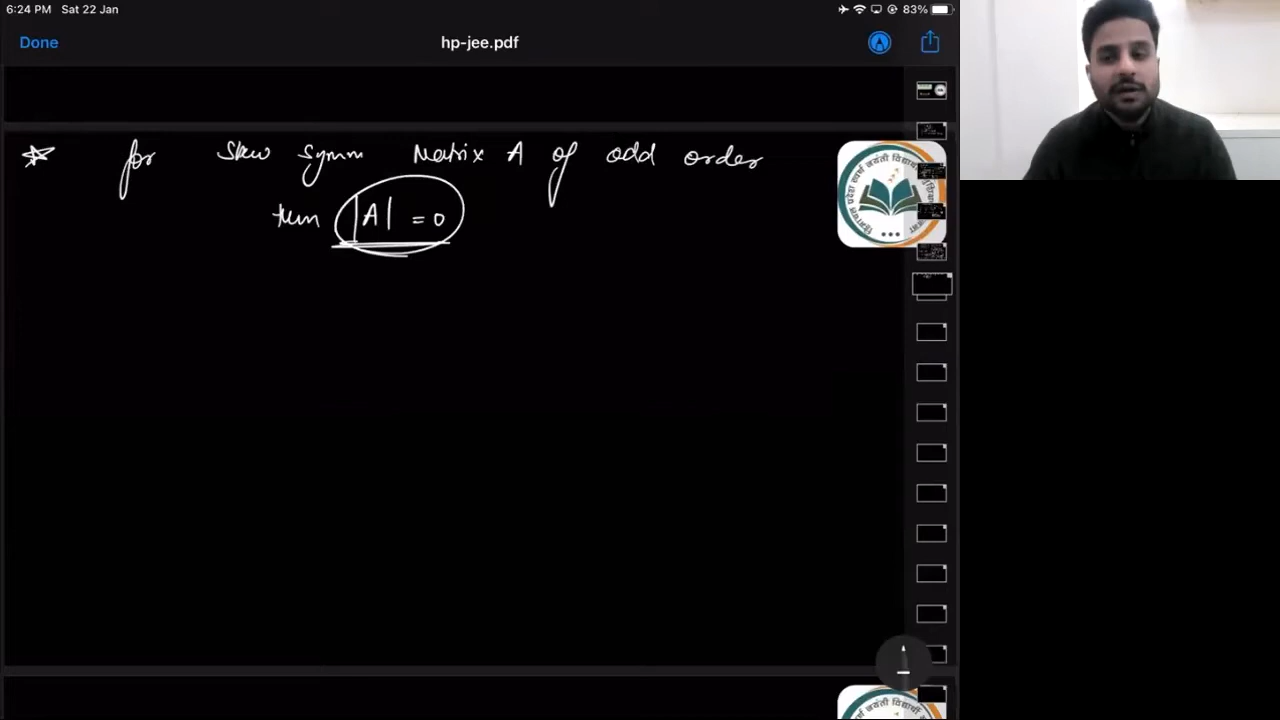 6:24 PM Sat 22 Jan
83%
Done
hp-jee.pdf
for skew symm Matrix A of odd order
then |A| = 0